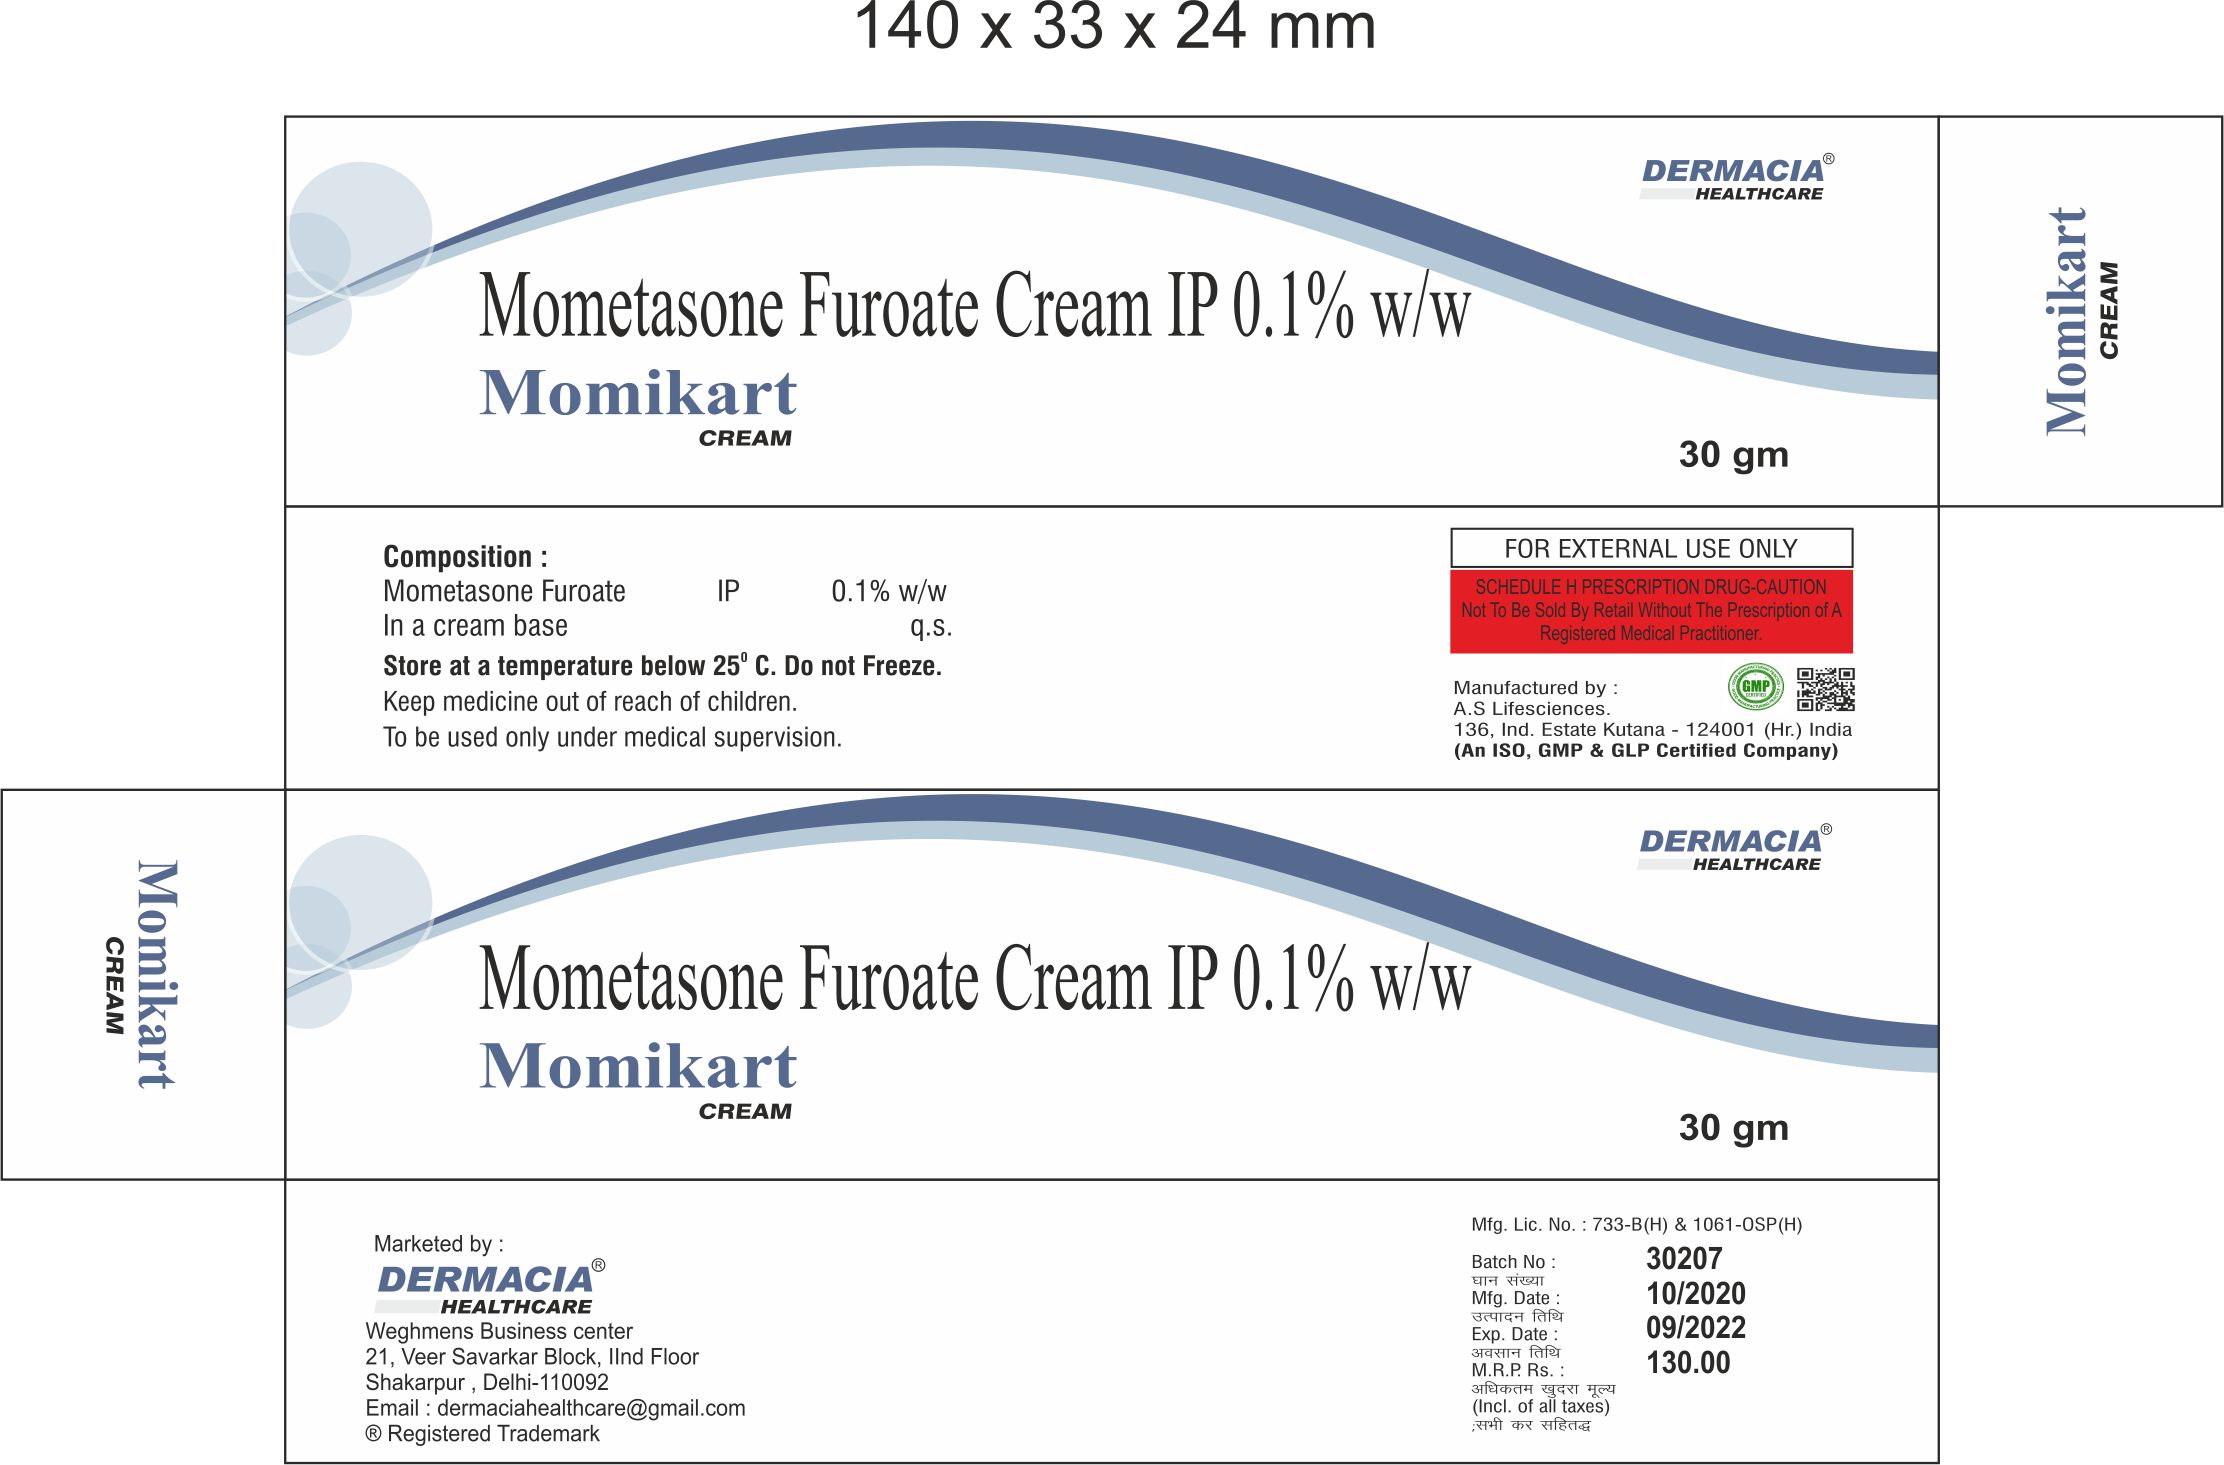 140 x 33 x 24 mm
DERMACIA®
HEALTHCARE
Mometasone Furoate Cream IP 0.1% w/w
Momikart
CREAM
30 gm
Momikart
CREAM
Composition :
Mometasone Furoate IP 0.1% w/w
In a cream base q.s.
Store at a temperature below 25⁰ C. Do not Freeze.
Keep medicine out of reach of children.
To be used only under medical supervision.
FOR EXTERNAL USE ONLY
SCHEDULE H PRESCRIPTION DRUG-CAUTION
Not To Be Sold By Retail Without The Prescription of A
Registered Medical Practitioner.
GMP
CERTIFIED
Manufactured by :
A.S Lifesciences.
136, Ind. Estate Kutana - 124001 (Hr.) India
(An ISO, GMP & GLP Certified Company)
Momikart
CREAM
DERMACIA®
HEALTHCARE
Mometasone Furoate Cream IP 0.1% w/w
Momikart
CREAM
30 gm
Marketed by :
DERMACIA®
HEALTHCARE
Weghmens Business center
21, Veer Savarkar Block, IInd Floor
Shakarpur , Delhi-110092
Email : dermaciahealthcare@gmail.com
® Registered Trademark
Mfg. Lic. No. : 733-B(H) & 1061-OSP(H)
Batch No : 30207
घान संख्या
Mfg. Date : 10/2020
उत्पादन तिथि
Exp. Date : 09/2022
अवसान तिथि
M.R.P. Rs. : 130.00
अधिकतम खुदरा मूल्य
(Incl. of all taxes)
;सभी कर सहितद्ध